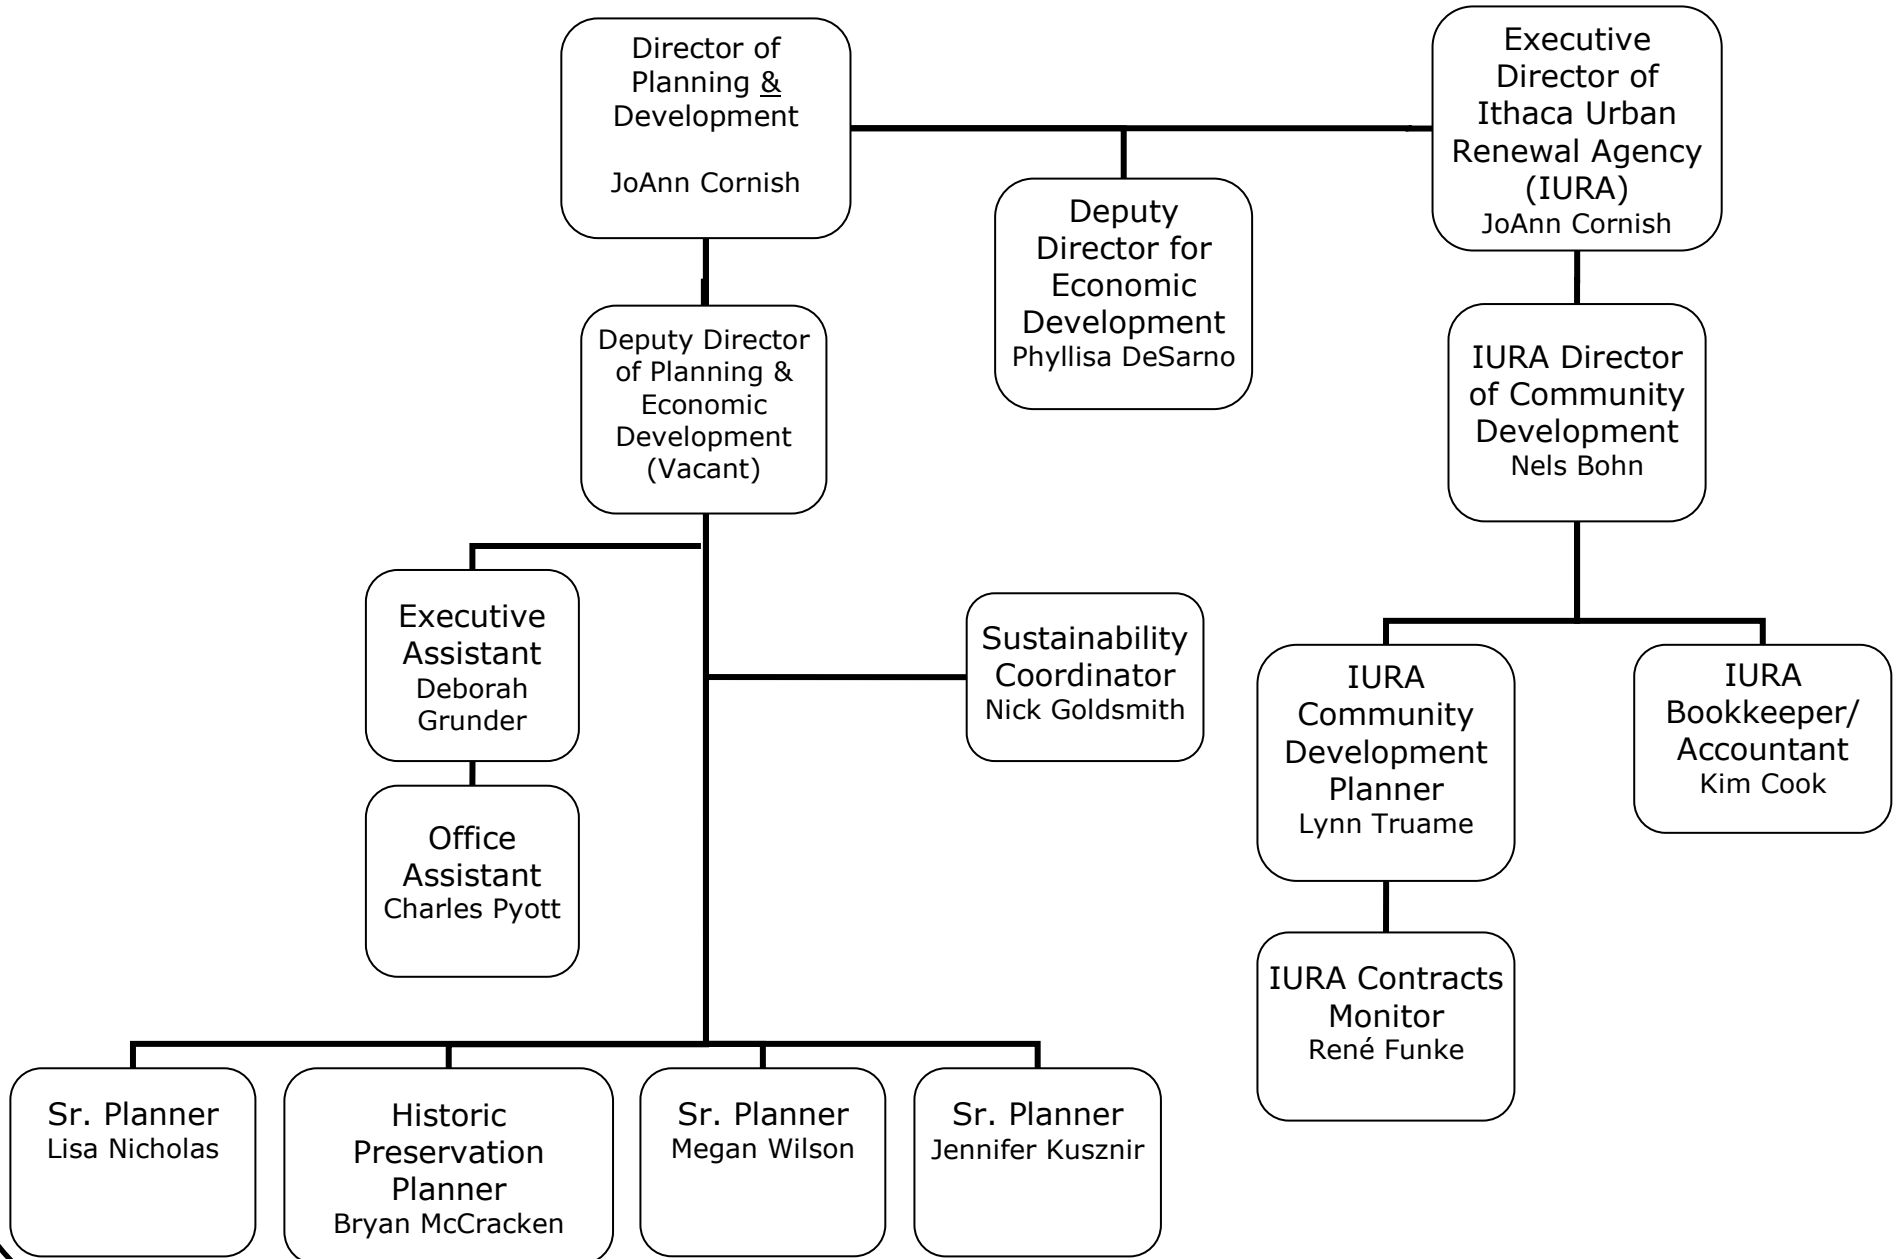 Director of
Planning &
Development
JoAnn Cornish
Executive
Director of
Ithaca Urban
Renewal Agency
(IURA)
JoAnn Cornish
Deputy
Director for
Economic
Development
Phyllisa DeSarno
Deputy Director
of Planning &
Economic
Development
(Vacant)
IURA Director
of Community
Development
Nels Bohn
Executive
Assistant
Deborah
Grunder
Sustainability
Coordinator
Nick Goldsmith
IURA
Community
Development
Planner
Lynn Truame
IURA
Bookkeeper/
Accountant
Kim Cook
Office
Assistant
Charles Pyott
IURA Contracts
Monitor
René Funke
Sr. Planner
Lisa Nicholas
Historic
Preservation
Planner
Bryan McCracken
Sr. Planner
Megan Wilson
Sr. Planner
Jennifer Kusznir